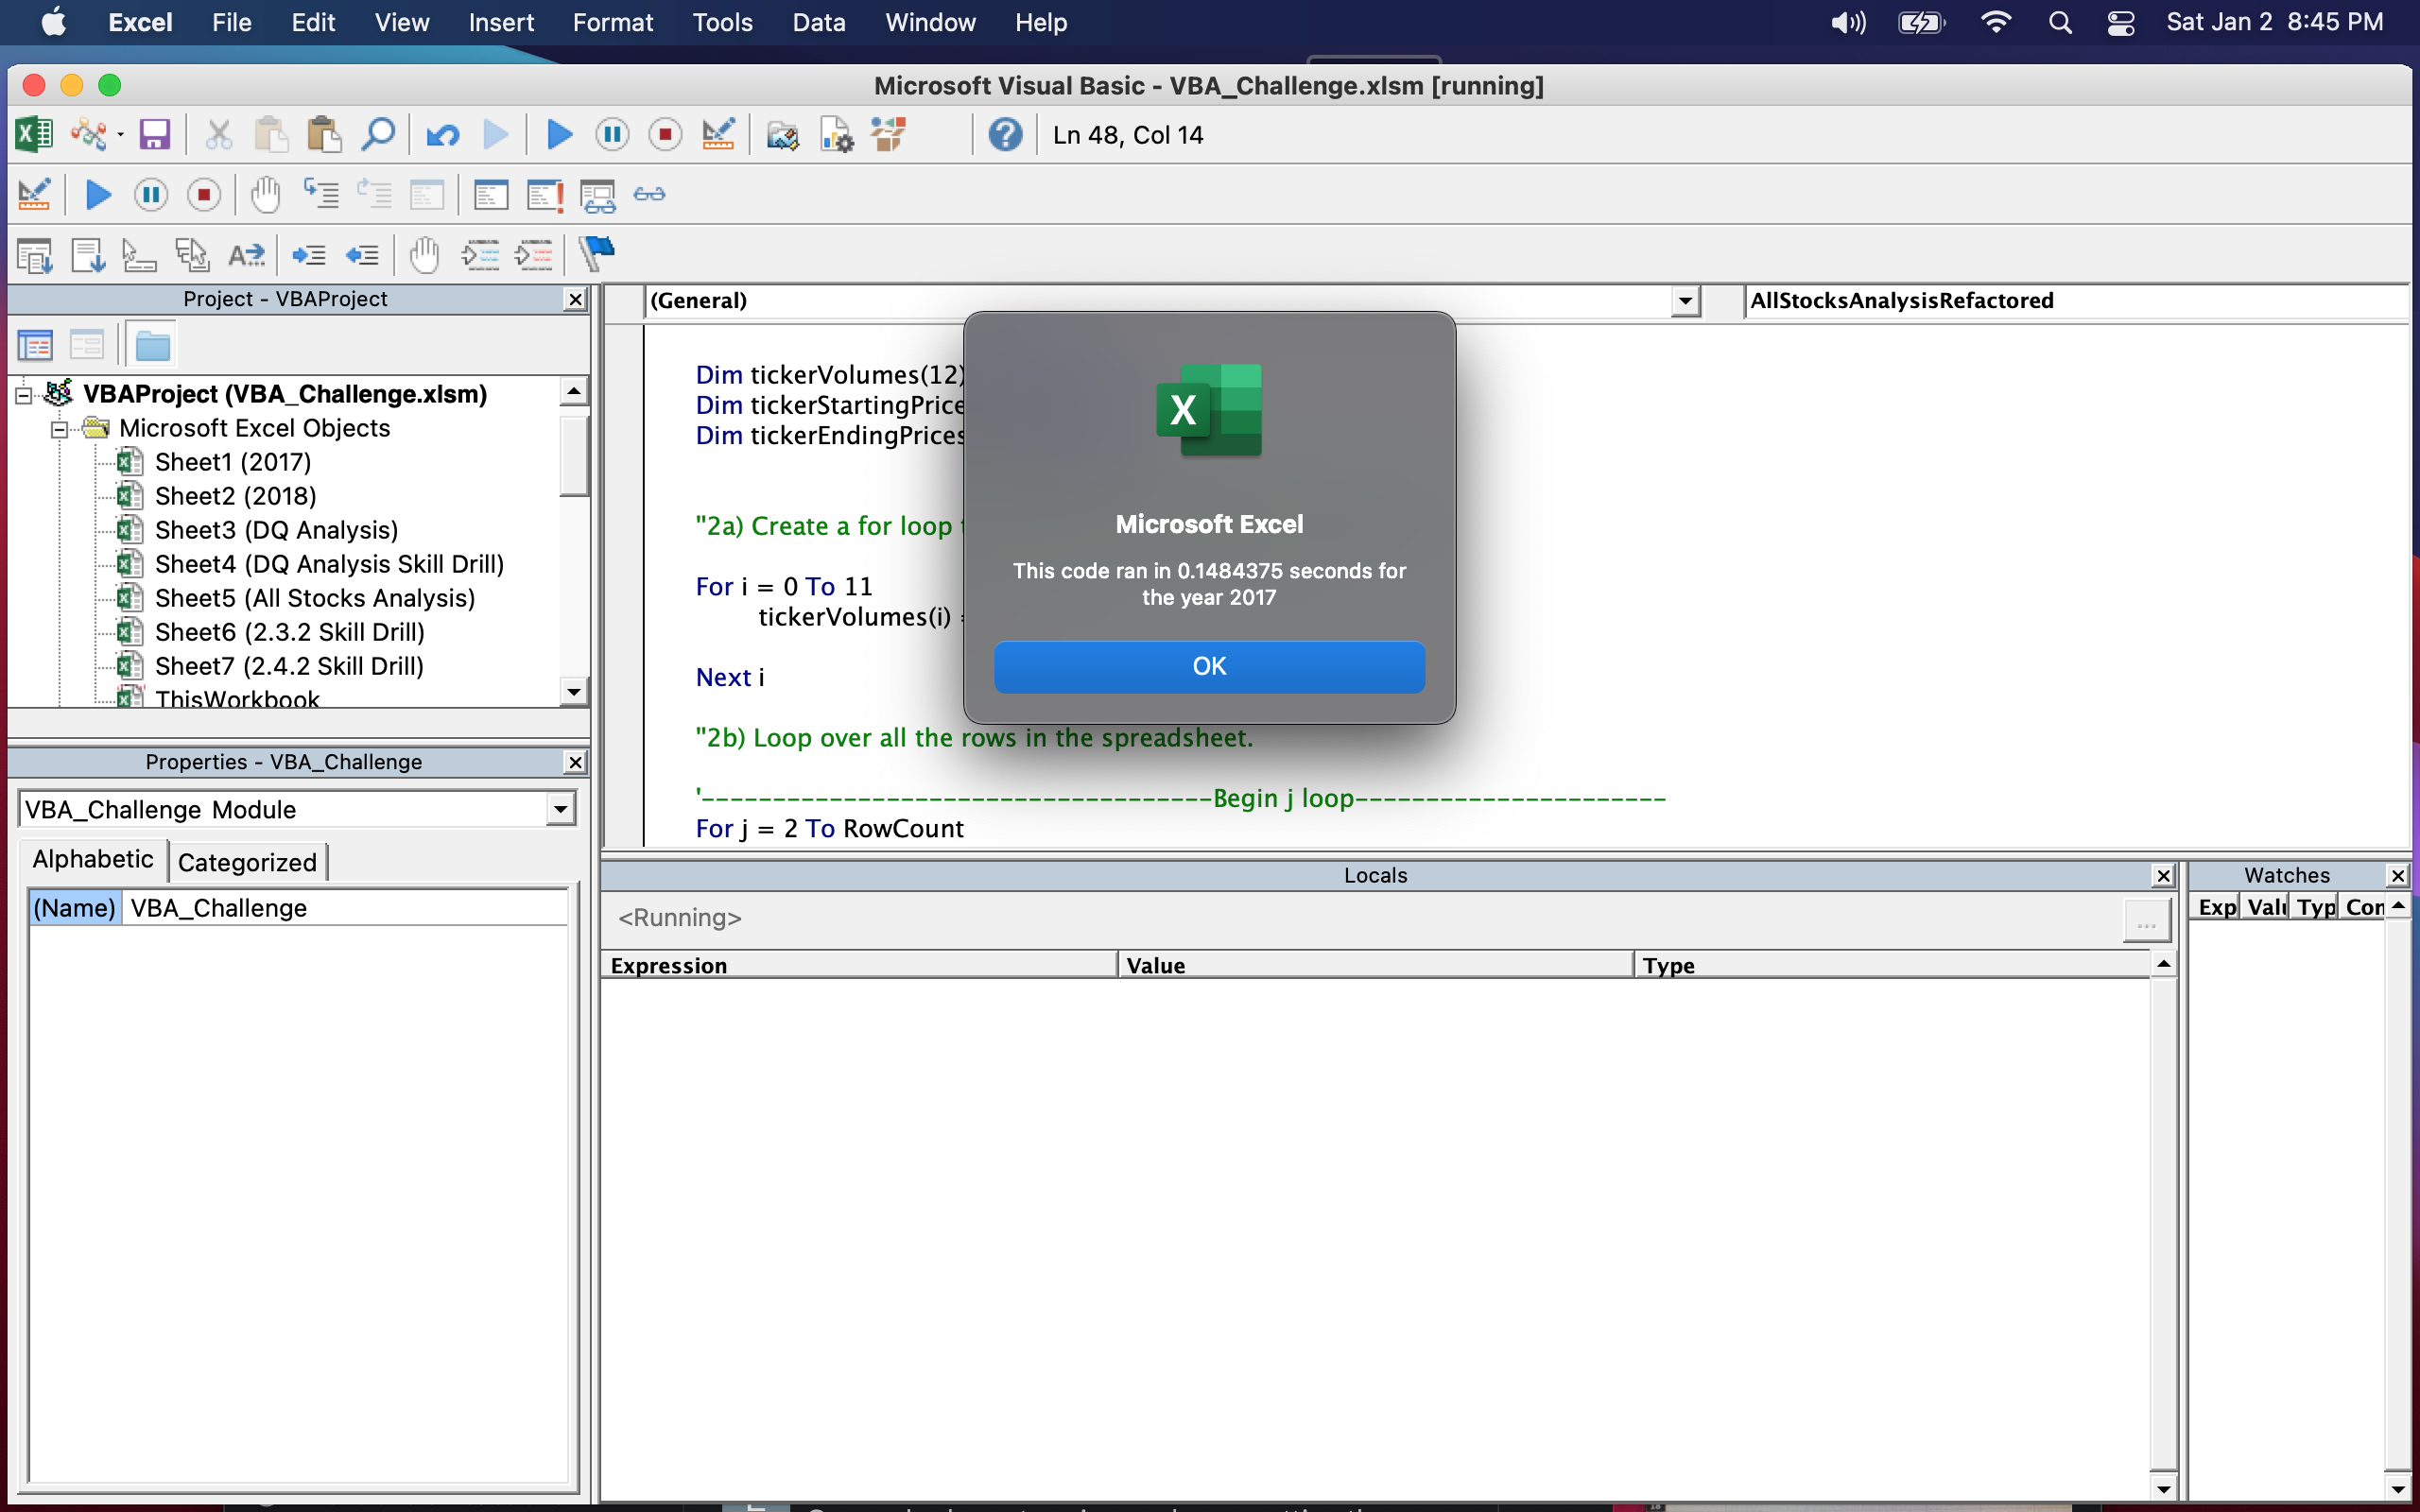 Excel File Edit View Insert Format Tools Data Window Help Sat Jan 2 8:45 PM
Microsoft Visual Basic - VBA_Challenge.xlsm [running]
Ln 48, Col 14
Project - VBAProject
(General)
AllStocksAnalysisRefactored
VBAProject (VBA_Challenge.xlsm)
Microsoft Excel Objects
Sheet1 (2017)
Sheet2 (2018)
Sheet3 (DQ Analysis)
Sheet4 (DQ Analysis Skill Drill)
Sheet5 (All Stocks Analysis)
Sheet6 (2.3.2 Skill Drill)
Sheet7 (2.4.2 Skill Drill)
ThisWorkbook
Properties - VBA_Challenge
VBA_Challenge Module
Alphabetic Categorized
(Name) VBA_Challenge
Dim tickerVolumes(12)
Dim tickerStartingPrice
Dim tickerEndingPrices
"2a) Create a for loop
For i = 0 To 11
tickerVolumes(i) =
Next i
"2b) Loop over all the rows in the spreadsheet.
'------------------------------------Begin j loop----------------------
For j = 2 To RowCount
X
Microsoft Excel
This code ran in 0.1484375 seconds for
the year 2017
OK
Locals
<Running>
...
Expression Value Type
Watches
Exp Valu Typ Con